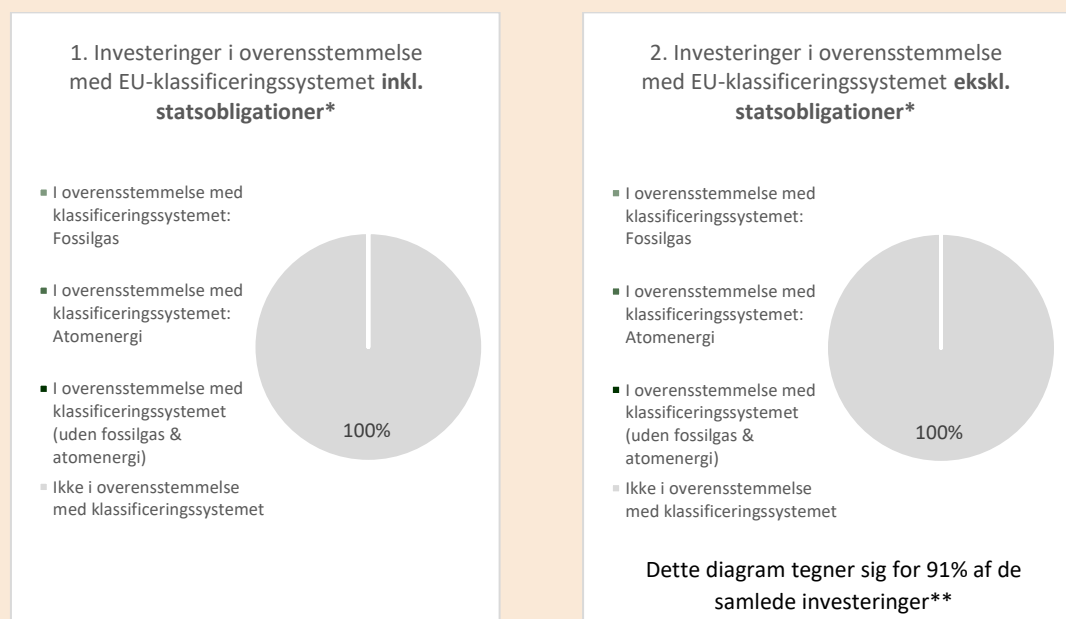 1. Investeringer i overensstemmelse
med EU-klassificeringssystemet inkl.
statsobligationer*
I overensstemmelse med
klassificeringssystemet:
Fossilgas
I overensstemmelse med
klassificeringssystemet:
Atomenergi
I overensstemmelse med
klassificeringssystemet
(uden fossilgas &
atomenergi)
Ikke i overensstemmelse
med klassificeringssystemet
100%
2. Investeringer i overensstemmelse
med EU-klassificeringssystemet ekskl.
statsobligationer*
I overensstemmelse med
klassificeringssystemet:
Fossilgas
I overensstemmelse med
klassificeringssystemet:
Atomenergi
I overensstemmelse med
klassificeringssystemet
(uden fossilgas &
atomenergi)
Ikke i overensstemmelse
med klassificeringssystemet
100%
Dette diagram tegner sig for 91% af de
samlede investeringer**